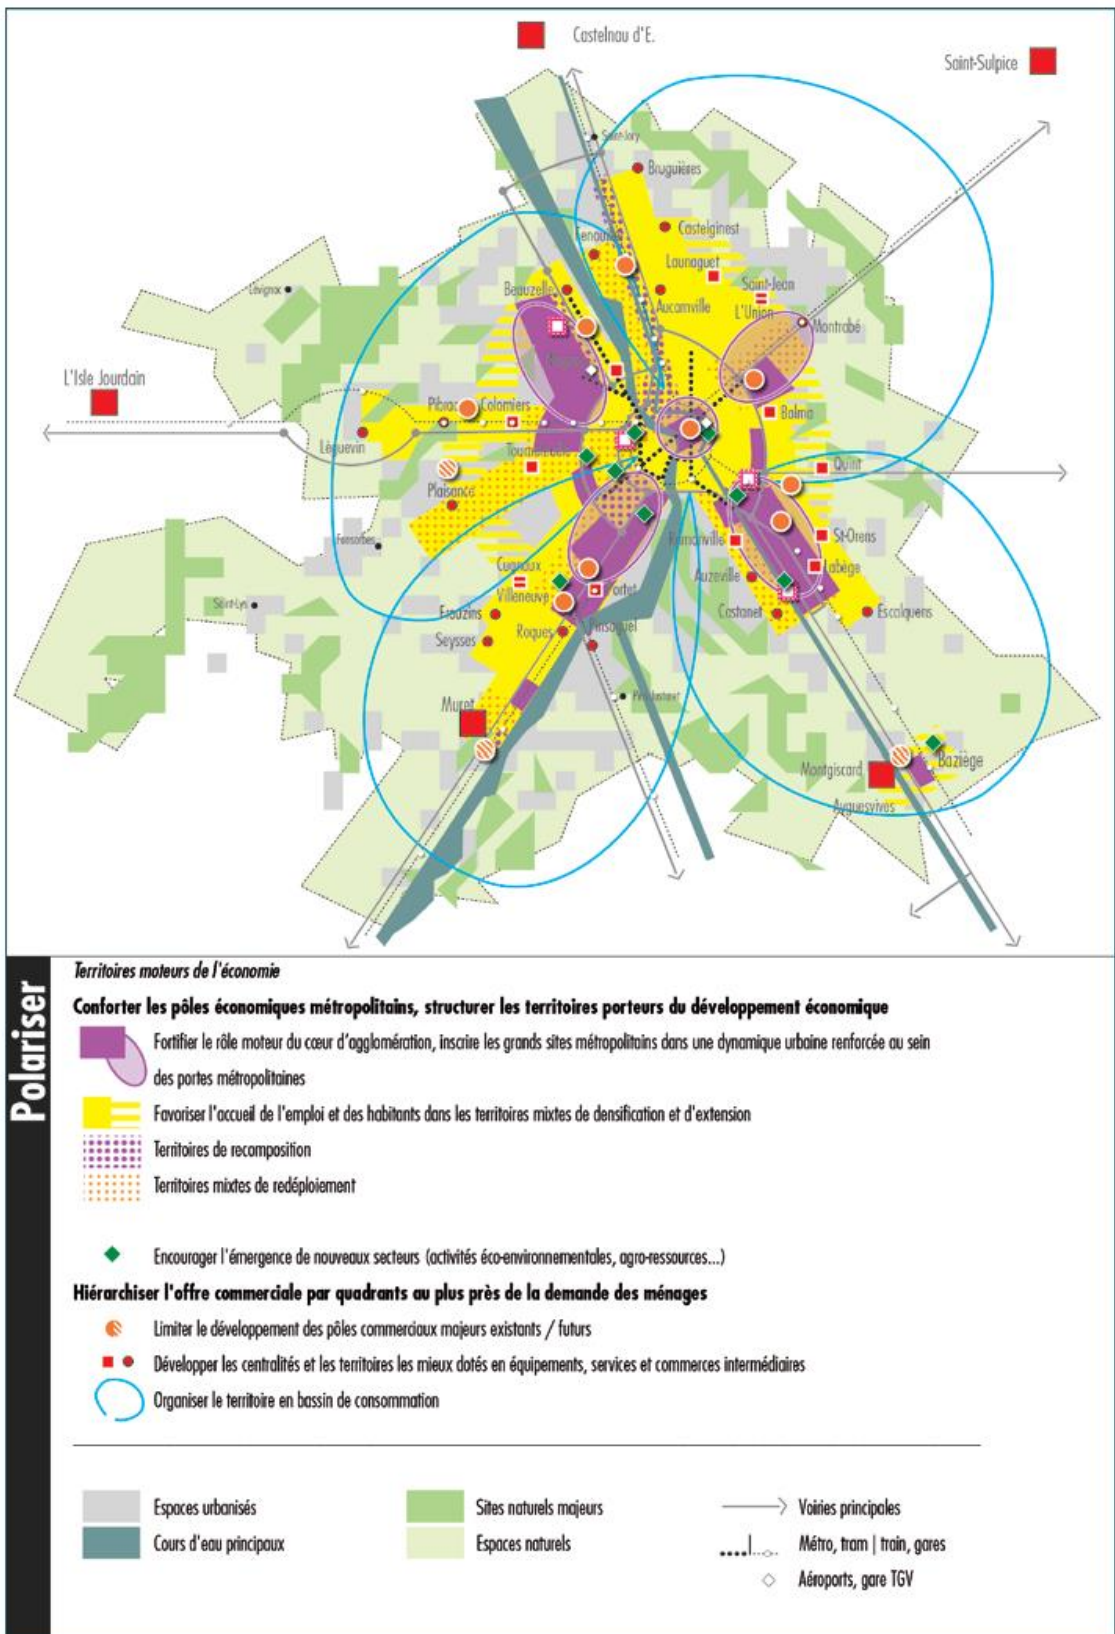 Castelnau d'E.
Saint-Sulpice
Saint-Jory
Bruguières
Castelginest
Fenouillet
Launaguet
Saint-Jean
Lévignac
Beauzelle
Aucamville
L'Union
Montrabé
L'Isle Jourdain
Pibrac
Colomiers
Balma
Léguevin
Tournefeuille
Quint
Plaisance
Fonsorbes
Ramonville
St-Orens
Cugnaux
Auzeville
Labège
Saint-Lys
Villeneuve
Portet
Frouzins
Castanet
Escalquens
Roques
Pinsaguel
Seysses
Muret
Montgiscard
Baziège
Ayguesvives
Polariser
Territoires moteurs de l'économie
Conforter les pôles économiques métropolitains, structurer les territoires porteurs du développement économique
Fortifier le rôle moteur du cœur d'agglomération, inscrire les grands sites métropolitains dans une dynamique urbaine renforcée au sein
des portes métropolitaines
Favoriser l'accueil de l'emploi et des habitants dans les territoires mixtes de densification et d'extension
Territoires de recomposition
Territoires mixtes de redéploiement
Encourager l'émergence de nouveaux secteurs (activités éco-environnementales, agro-ressources...)
Hiérarchiser l'offre commerciale par quadrants au plus près de la demande des ménages
Limiter le développement des pôles commerciaux majeurs existants / futurs
Développer les centralités et les territoires les mieux dotés en équipements, services et commerces intermédiaires
Organiser le territoire en bassin de consommation
Espaces urbanisés
Sites naturels majeurs
Voiries principales
Cours d'eau principaux
Espaces naturels
Métro, tram | train, gares
Aéroports, gare TGV